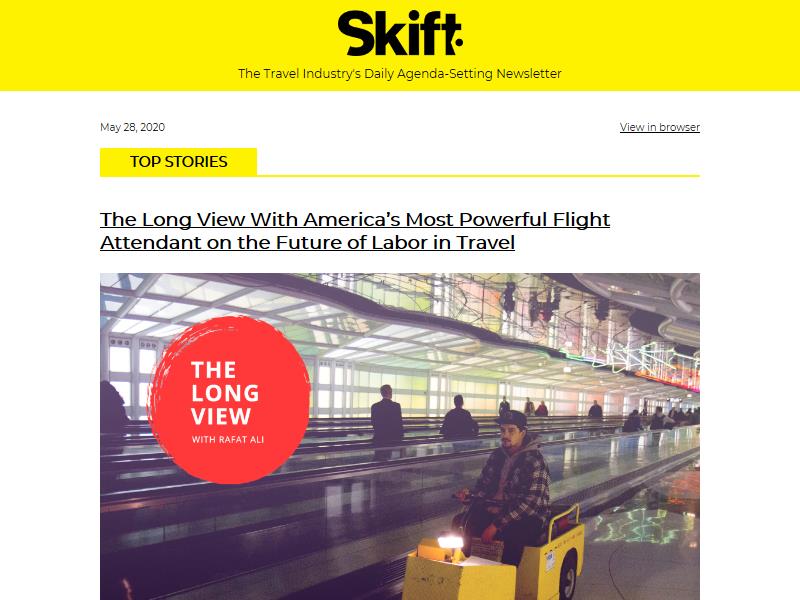 Skift
The Travel Industry's Daily Agenda-Setting Newsletter
May 28, 2020
View in browser
TOP STORIES
The Long View With America’s Most Powerful Flight
Attendant on the Future of Labor in Travel
THE
LONG
VIEW
WITH RAFAT ALI